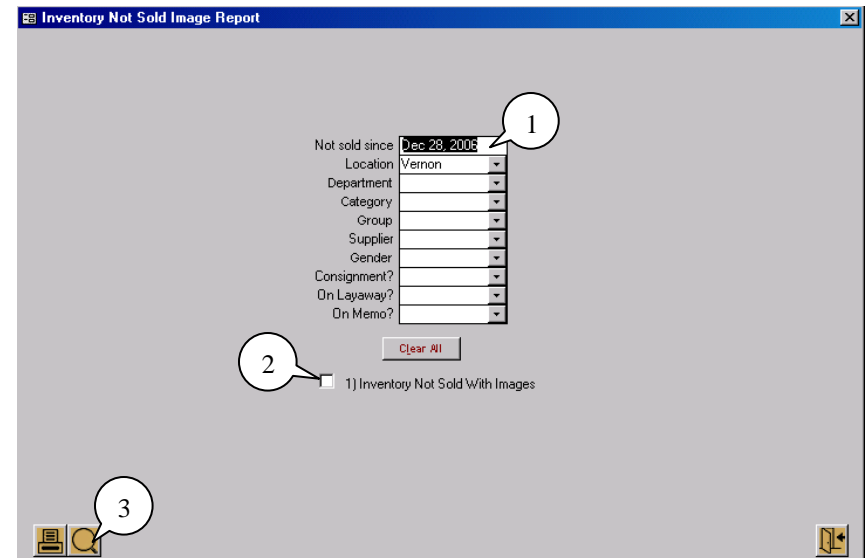 Inventory Not Sold Image Report
1
Not sold since Dec 28, 2006
Location Vernon
Department
Category
Group
Supplier
Gender
Consignment?
On Layaway?
On Memo?
Clear All
2
1) Inventory Not Sold With Images
3